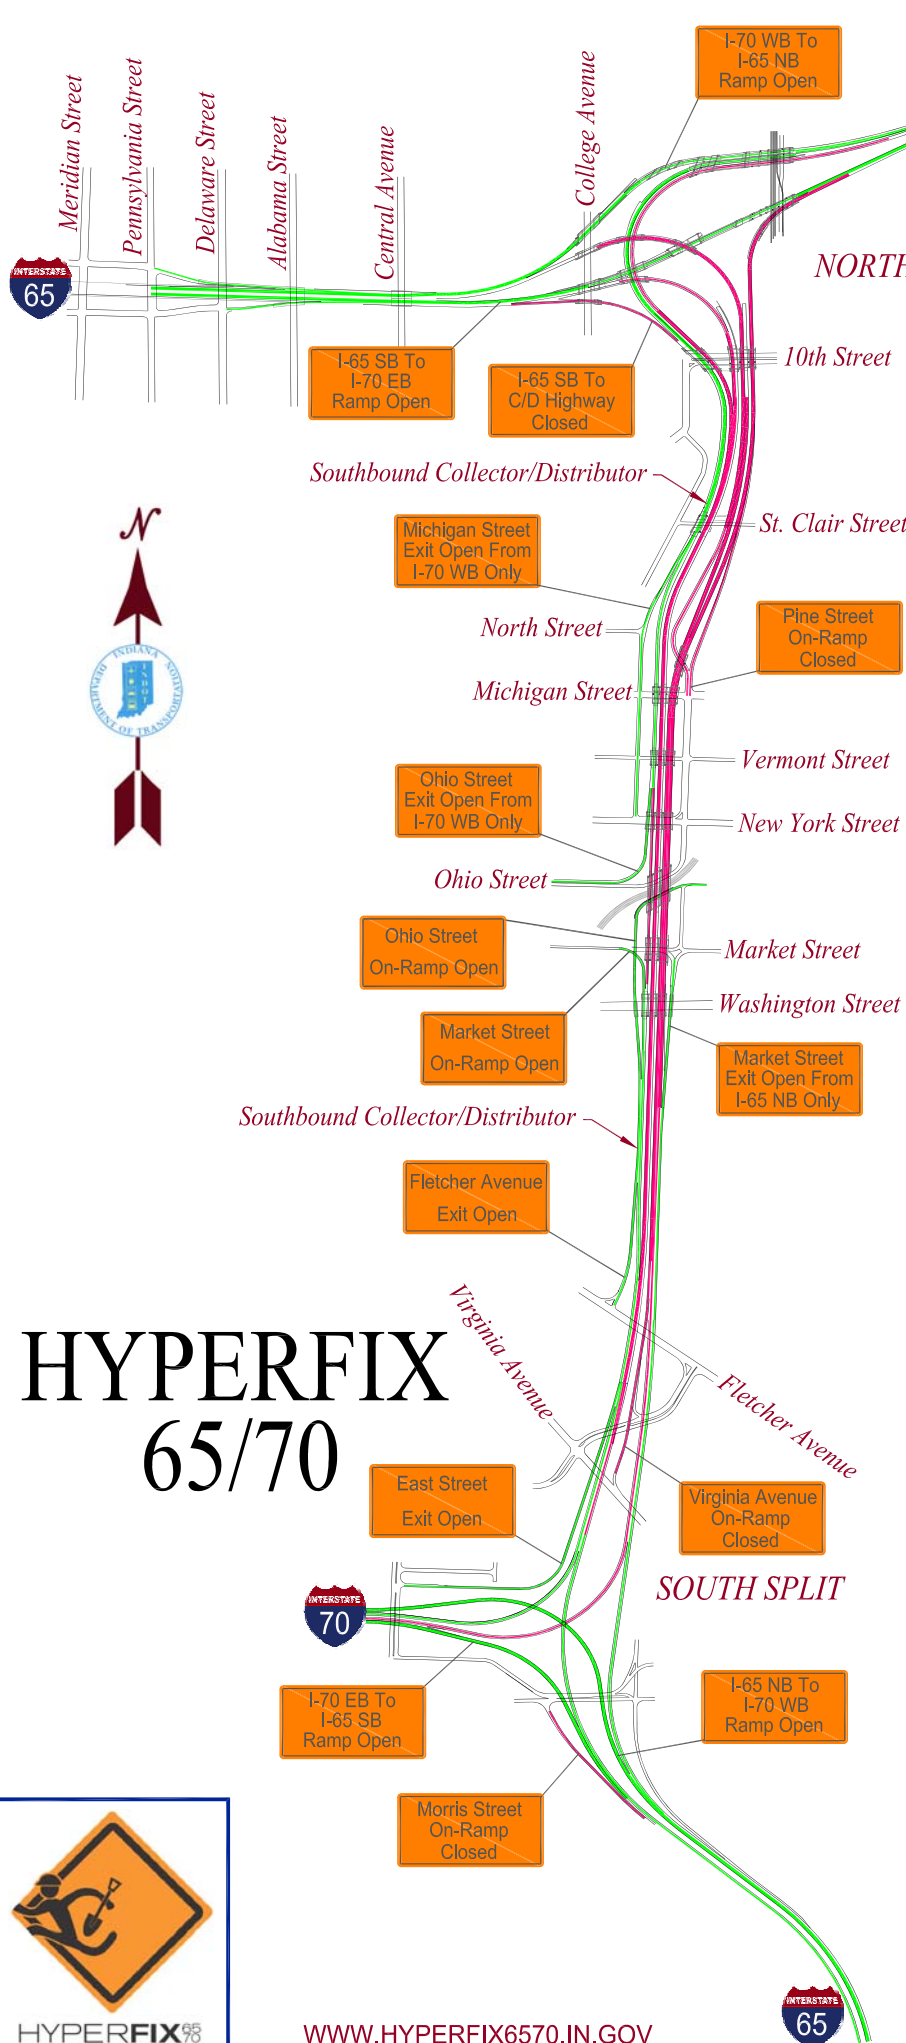 I-70 WB To
I-65 NB
Ramp Open
Meridian Street
Pennsylvania Street
Delaware Street
Alabama Street
Central Avenue
College Avenue
INTERSTATE
65
NORTH
10th Street
I-65 SB To
I-70 EB
Ramp Open
I-65 SB To
C/D Highway
Closed
Southbound Collector/Distributor
St. Clair Street
N
Michigan Street
Exit Open From
I-70 WB Only
North Street
Pine Street
On-Ramp
Closed
INDIANA
DEPARTMENT OF TRANSPORTATION
INDOT
Michigan Street
Vermont Street
Ohio Street
Exit Open From
I-70 WB Only
New York Street
Ohio Street
Ohio Street
On-Ramp Open
Market Street
Washington Street
Market Street
On-Ramp Open
Market Street
Exit Open From
I-65 NB Only
Southbound Collector/Distributor
Fletcher Avenue
Exit Open
HYPERFIX
65/70
Virginia Avenue
Fletcher Avenue
East Street
Exit Open
Virginia Avenue
On-Ramp
Closed
SOUTH SPLIT
INTERSTATE
70
I-70 EB To
I-65 SB
Ramp Open
I-65 NB To
I-70 WB
Ramp Open
Morris Street
On-Ramp
Closed
HYPERFIX 65 70
WWW.HYPERFIX6570.IN.GOV
INTERSTATE
65